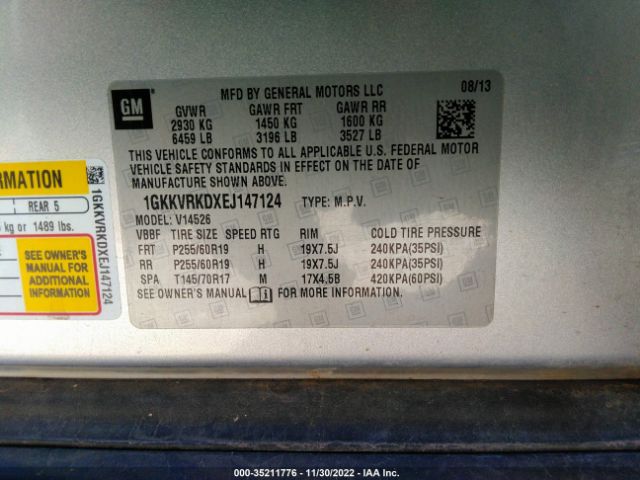 GM
MFD BY GENERAL MOTORS LLC 08/13
GVWR GAWR FRT GAWR RR
2930 KG 1450 KG 1600 KG
6459 LB 3196 LB 3527 LB
THIS VEHICLE CONFORMS TO ALL APPLICABLE U.S. FEDERAL MOTOR
VEHICLE SAFETY STANDARDS IN EFFECT ON THE DATE OF
MANUFACTURE SHOWN ABOVE.
1GKKVRKDXEJ147124 TYPE: M.P.V.
MODEL: V14526
VBBF TIRE SIZE SPEED RTG RIM COLD TIRE PRESSURE
FRT P255/60R19 H 19X7.5J 240KPA(35PSI)
RR P255/60R19 H 19X7.5J 240KPA(35PSI)
SPA T145/70R17 M 17X4.5B 420KPA(60PSI)
SEE OWNER'S MANUAL FOR MORE INFORMATION.
RMATION
REAR 5
kg or 1489 lbs.
SEE OWNER'S
MANUAL FOR
ADDITIONAL
INFORMATION
1GKKVRKDXEJ147124
000-35211776 - 11/30/2022 - IAA Inc.